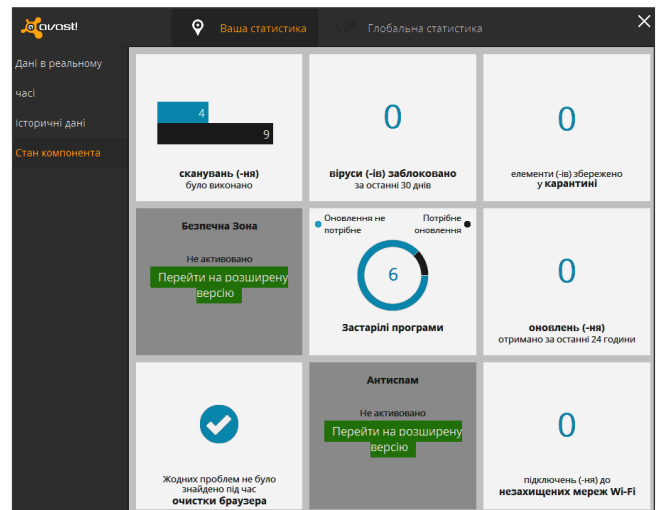 avast!
Ваша статистика
Глобальна статистика
Дані в реальному
часі
Історичні дані
Стан компонента
4
9
сканувань (-ня)
було виконано
0
віруси (-ів) заблоковано
за останні 30 днів
0
елементи (-ів) збережено
у карантині
Безпечна Зона
Не активовано
Перейти на розширену
версію
Оновлення не
потрібне
Потрібне
оновлення
6
Застарілі програми
0
оновлень (-ня)
отримано за останні 24 години
Жодних проблем не було
знайдено під час
очистки браузера
Антиспам
Не активовано
Перейти на розширену
версію
0
підключень (-ня) до
незахищених мереж Wi-Fi